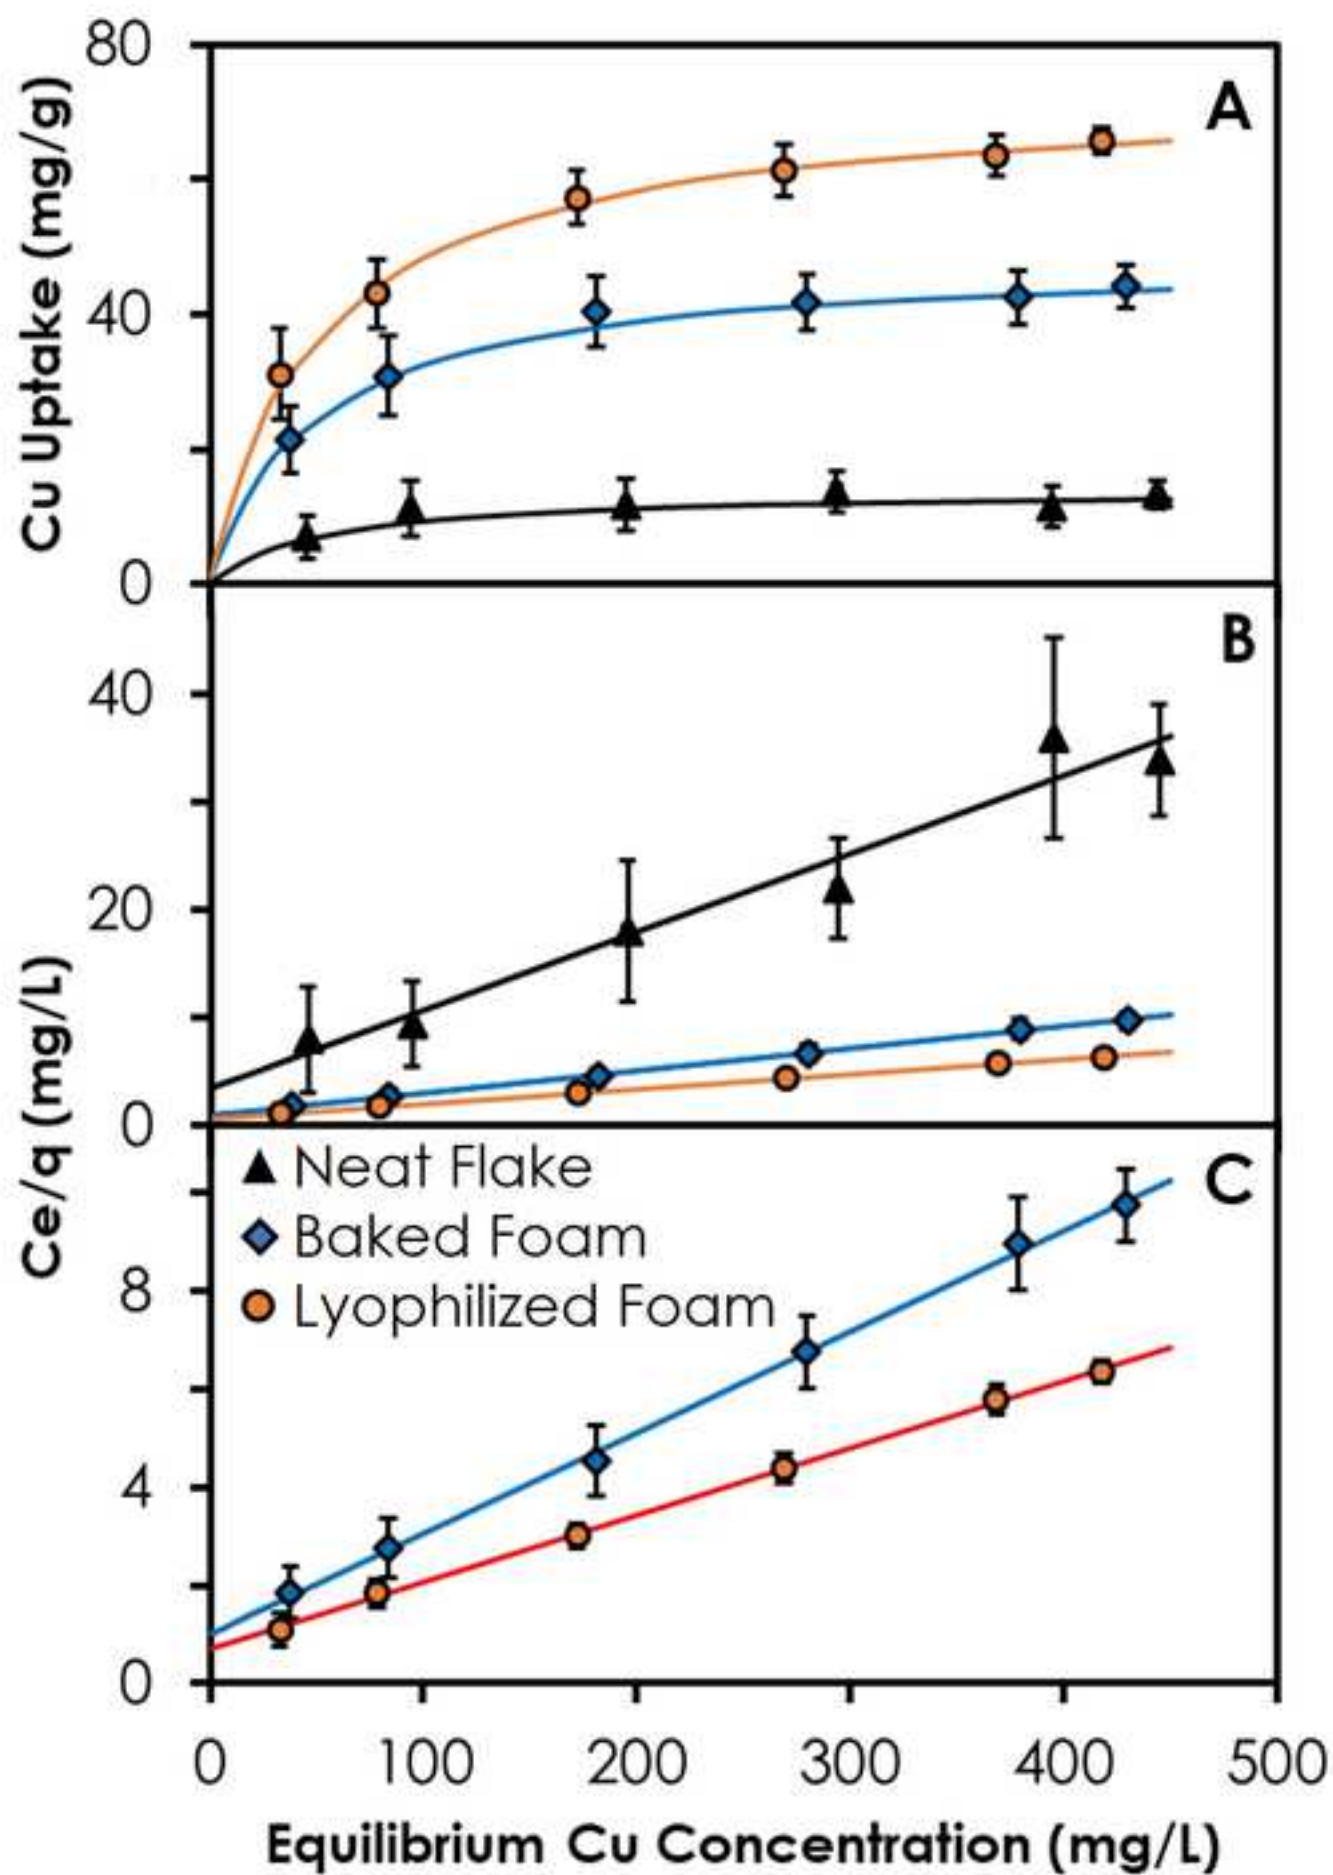 80
A
Cu Uptake (mg/g)
40
0
B
40
20
Ce/q (mg/L)
0
C
Neat Flake
Baked Foam
8
Lyophilized Foam
4
0
0 100 200 300 400 500
Equilibrium Cu Concentration (mg/L)